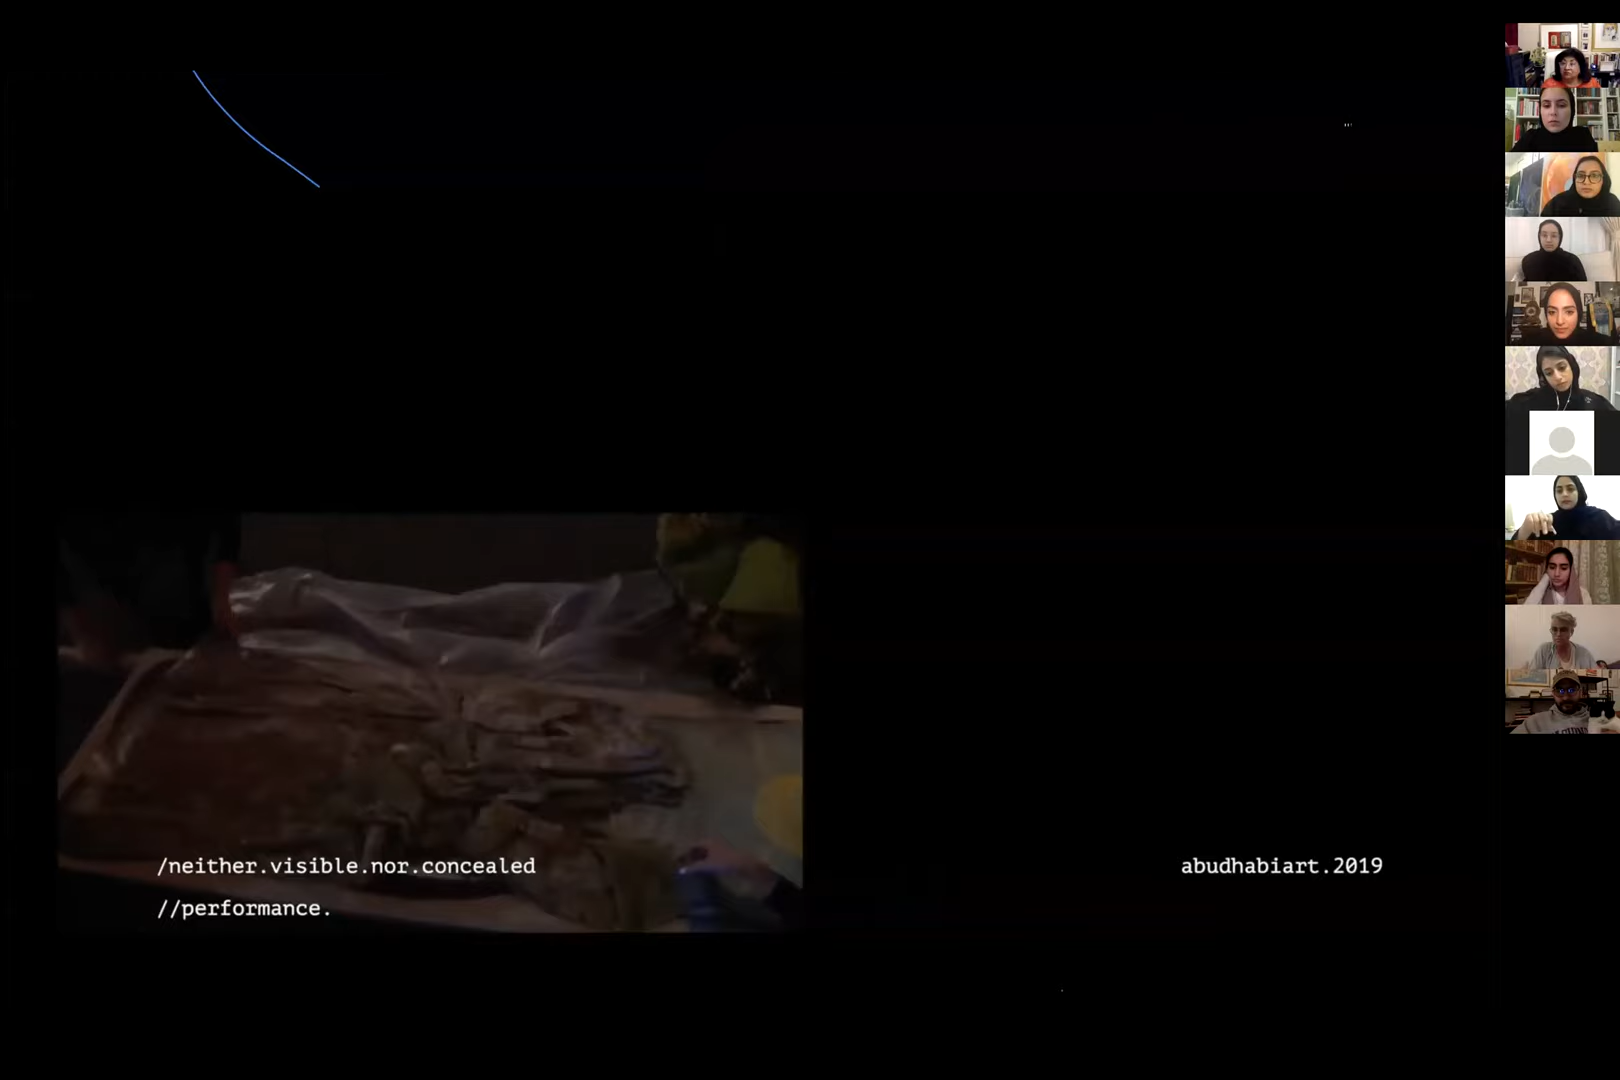 /neither.visible.nor.concealed
abudhabiart.2019
//performance.